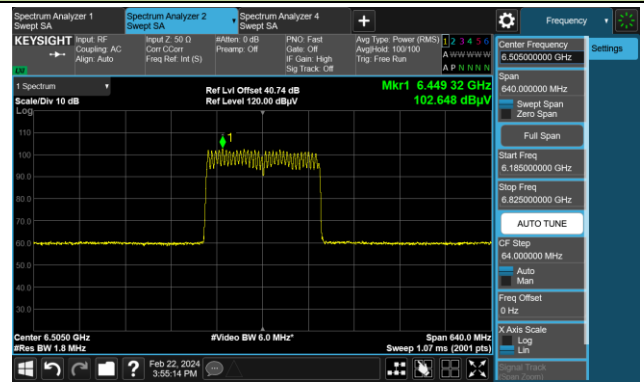 Spectrum Analyzer 1
Swept SA
Spectrum Analyzer 2
Swept SA
Spectrum Analyzer 4
Swept SA
+
Frequency
KEYSIGHT
Input: RF
Coupling: AC
Align: Auto
Input Z: 50 Ω
Corr CCorr
Freq Ref: Int (S)
#Atten: 0 dB
Preamp: Off
PNO: Fast
Gate: Off
IF Gain: High
Sig Track: Off
Avg Type: Power (RMS)
Avg|Hold: 100/100
Trig: Free Run
1 2 3 4 5 6
A W W W W W
A P N N N N
1 Spectrum
Scale/Div 10 dB
Log
Ref Lvl Offset 40.74 dB
Ref Level 120.00 dBµV
Mkr1 6.449 32 GHz
102.648 dBµV
1
110
100
90.0
80.0
70.0
60.0
50.0
40.0
30.0
Center 6.5050 GHz
#Res BW 1.8 MHz
#Video BW 6.0 MHz*
Span 640.0 MHz
Sweep 1.07 ms (2001 pts)
Center Frequency
6.505000000 GHz
Settings
Span
640.000000 MHz
Swept Span
Zero Span
Full Span
Start Freq
6.185000000 GHz
Stop Freq
6.825000000 GHz
AUTO TUNE
CF Step
64.000000 MHz
Auto
Man
Freq Offset
0 Hz
X Axis Scale
Log
Lin
Signal Track
(Span Zoom)
?
Feb 22, 2024
3:55:14 PM